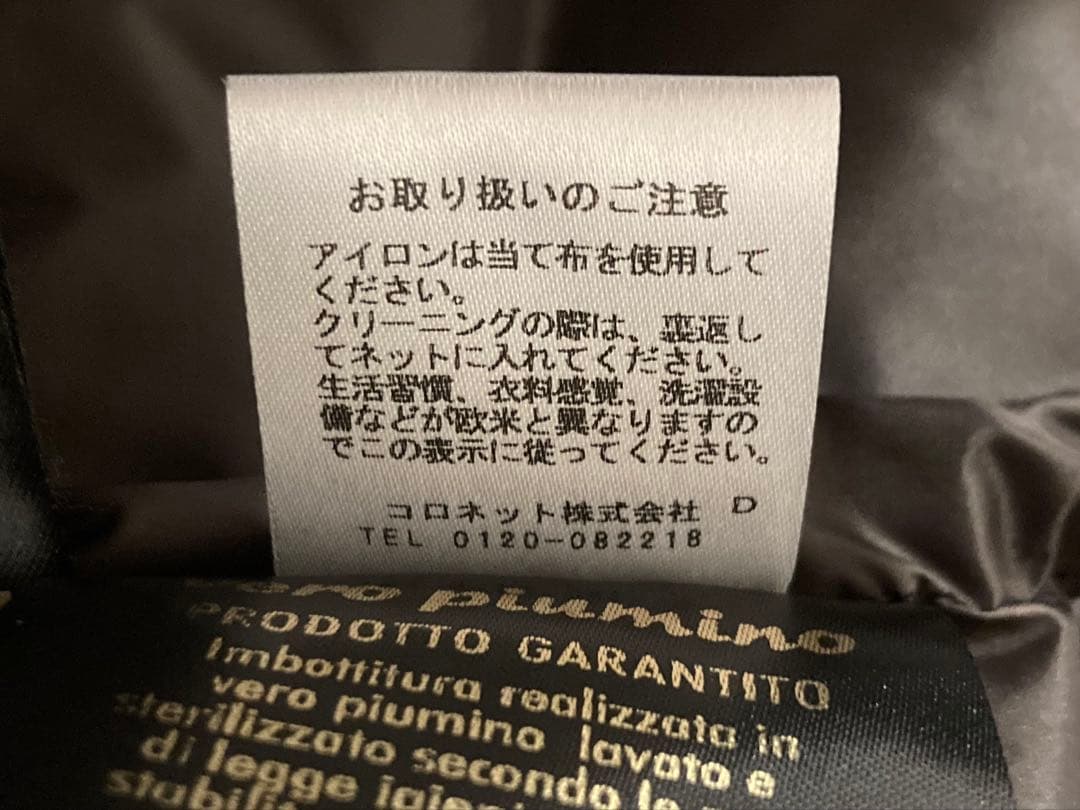 お取り扱いのご注意
アイロンは当て布を使用して
ください。
クリーニングの際は、裏返し
てネットに入れてください。
生活習慣、衣料感覚、洗濯設
備などが欧米と異なりますの
でこの表示に従ってください。
コロネット株式会社 D
TEL 0120-082218
vero piumino
PRODOTTO GARANTITO
Imbottitura realizzata in
vero piumino lavato e
sterilizzato secondo le
di legge